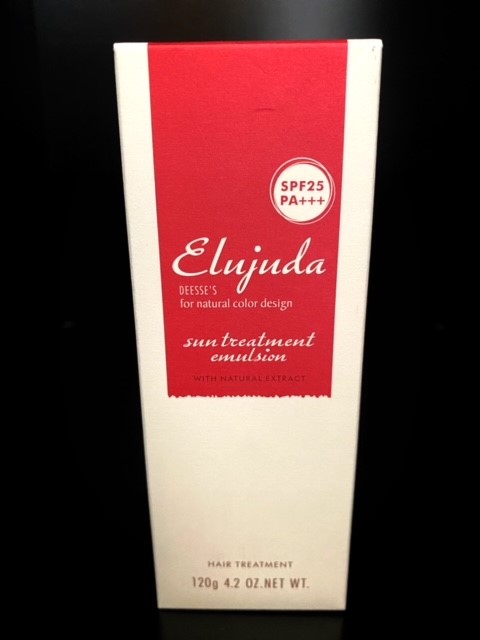 SPF25
PA+++
Elujuda
DEESSE'S
for natural color design
sun treatment
emulsion
WITH NATURAL EXTRACT
HAIR TREATMENT
120g 4.2 OZ.NET WT.